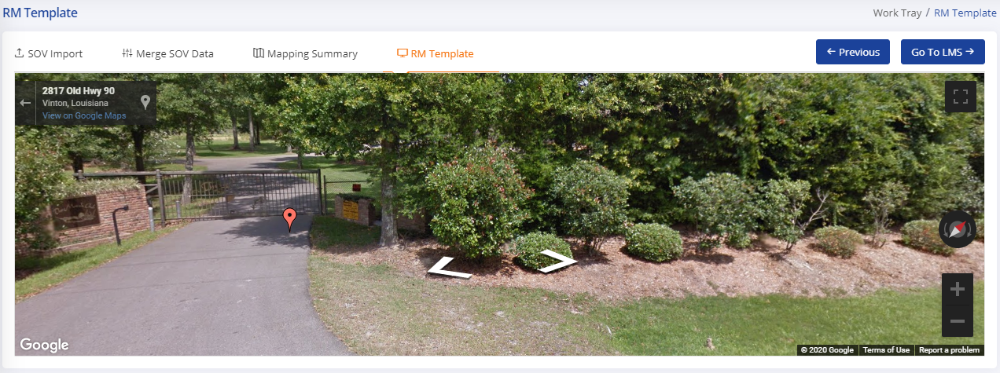 RM Template
Work Tray / RM Template
SOV Import
Merge SOV Data
Mapping Summary
RM Template
← Previous
Go To LMS →
2817 Old Hwy 90
Vinton, Louisiana
View on Google Maps
Google
© 2020 Google
Terms of Use
Report a problem